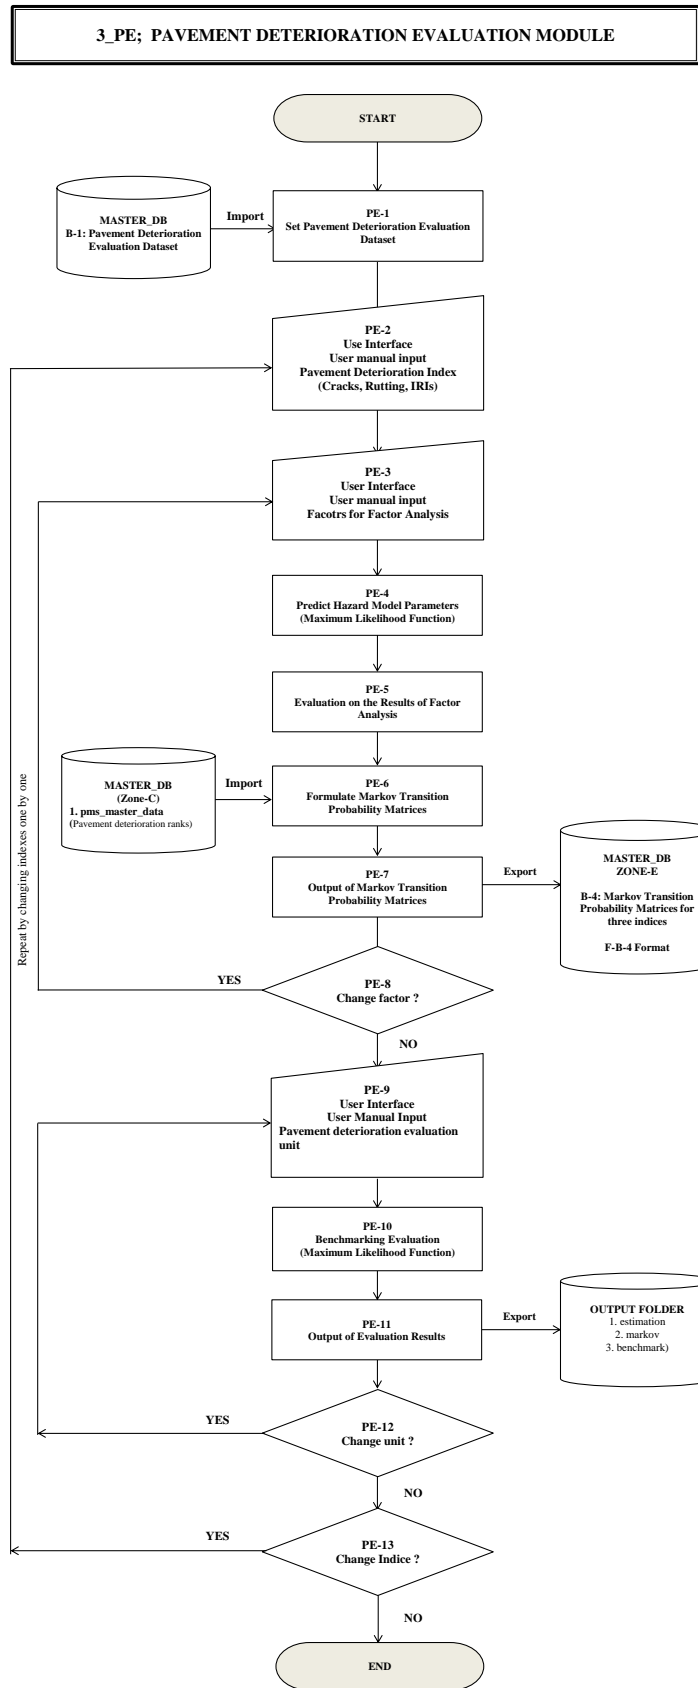 3_PE; PAVEMENT DETERIORATION EVALUATION MODULE
START
MASTER_DB
B-1: Pavement Deterioration
Evaluation Dataset
Import
PE-1
Set Pavement Deterioration Evaluation
Dataset
PE-2
Use Interface
User manual input
Pavement Deterioration Index
(Cracks, Rutting, IRIs)
PE-3
User Interface
User manual input
Facotrs for Factor Analysis
PE-4
Predict Hazard Model Parameters
(Maximum Likelihood Function)
PE-5
Evaluation on the Results of Factor
Analysis
MASTER_DB
(Zone-C)
1. pms_master_data
(Pavement deterioration ranks)
Import
PE-6
Formulate Markov Transition
Probability Matrices
PE-7
Output of Markov Transition
Probability Matrices
Export
MASTER_DB
ZONE-E
B-4: Markov Transition
Probability Matrices for
three indices
F-B-4 Format
Repeat by changing indexes one by one
YES
PE-8
Change factor ?
NO
PE-9
User Interface
User Manual Input
Pavement deterioration evaluation
unit
PE-10
Benchmarking Evaluation
(Maximum Likelihood Function)
PE-11
Output of Evaluation Results
Export
OUTPUT FOLDER
1. estimation
2. markov
3. benchmark)
YES
PE-12
Change unit ?
NO
YES
PE-13
Change Indice ?
NO
END